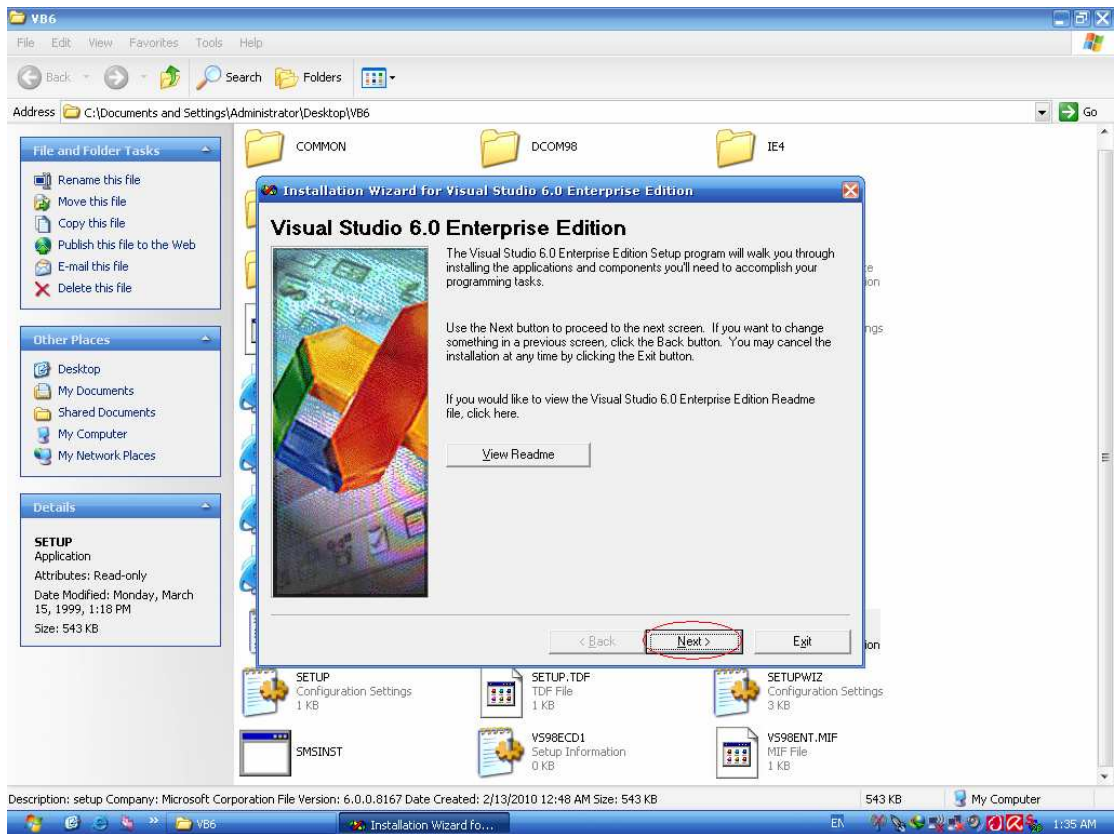 VB6
File Edit View Favorites Tools Help
Back Search Folders
Address C:\Documents and Settings\Administrator\Desktop\VB6 Go
File and Folder Tasks
Rename this file
Move this file
Copy this file
Publish this file to the Web
E-mail this file
Delete this file
Other Places
Desktop
My Documents
Shared Documents
My Computer
My Network Places
Details
SETUP
Application
Attributes: Read-only
Date Modified: Monday, March
15, 1999, 1:18 PM
Size: 543 KB
COMMON DCOM98 IE4
Installation Wizard for Visual Studio 6.0 Enterprise Edition
Visual Studio 6.0 Enterprise Edition
The Visual Studio 6.0 Enterprise Edition Setup program will walk you through
installing the applications and components you'll need to accomplish your
programming tasks.
Use the Next button to proceed to the next screen. If you want to change
something in a previous screen, click the Back button. You may cancel the
installation at any time by clicking the Exit button.
If you would like to view the Visual Studio 6.0 Enterprise Edition Readme
file, click here.
View Readme
< Back Next > Exit
SETUP SETUP.TDF SETUPWIZ
Configuration Settings TDF File Configuration Settings
1 KB 1 KB 3 KB
SMSINST VS98ECD1 VS98ENT.MIF
Setup Information MIF File
0 KB 1 KB
Description: setup Company: Microsoft Corporation File Version: 6.0.0.8167 Date Created: 2/13/2010 12:48 AM Size: 543 KB 543 KB My Computer
VB6 Installation Wizard fo... EN 1:35 AM